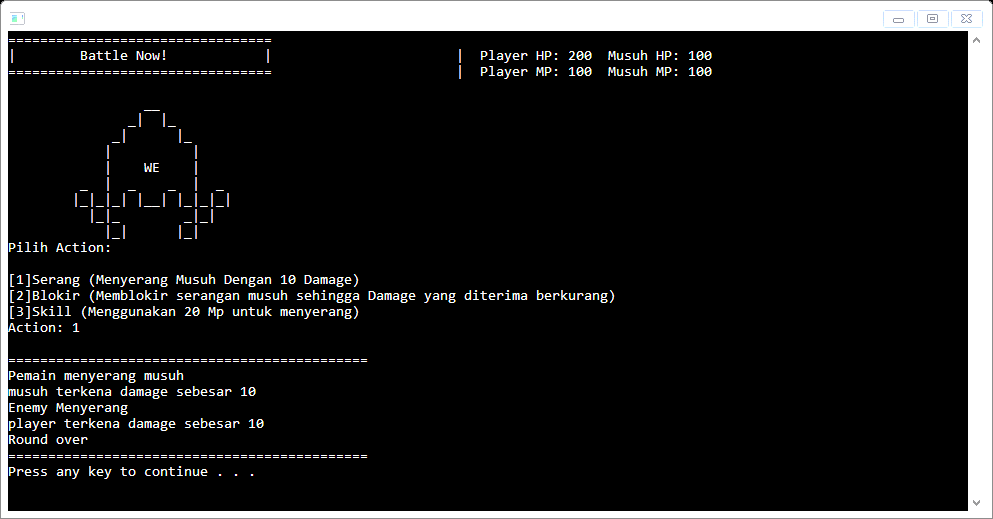 =================================
|        Battle Now!            |                       |  Player HP: 200  Musuh HP: 100
=================================                       |  Player MP: 100  Musuh MP: 100
WE
Pilih Action:
[1]Serang (Menyerang Musuh Dengan 10 Damage)
[2]Blokir (Memblokir serangan musuh sehingga Damage yang diterima berkurang)
[3]Skill (Menggunakan 20 Mp untuk menyerang)
Action: 1
=============================================
Pemain menyerang musuh
musuh terkena damage sebesar 10
Enemy Menyerang
player terkena damage sebesar 10
Round over
=============================================
Press any key to continue . . .